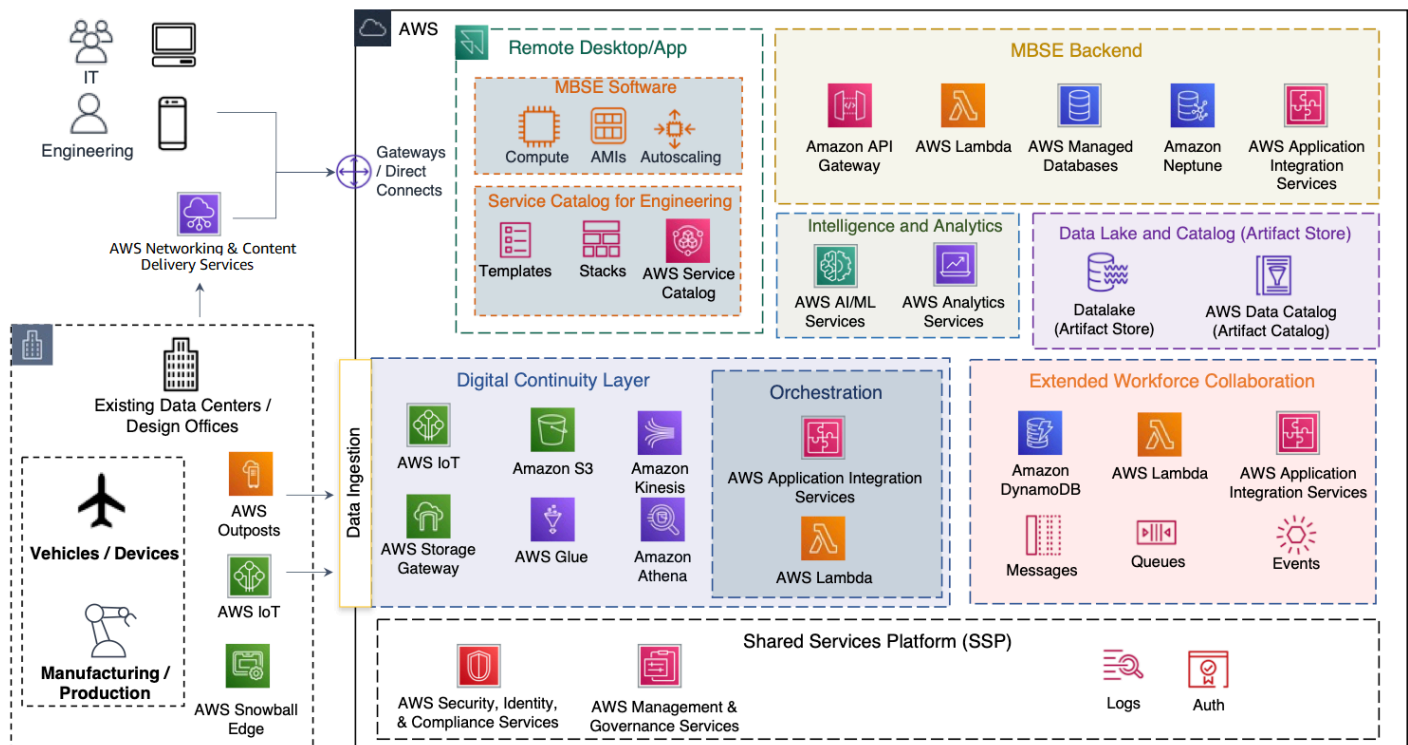 IT
Engineering
AWS Networking & Content
Delivery Services
Gateways
/ Direct
Connects
AWS
Remote Desktop/App
MBSE Software
Compute
AMIs
Autoscaling
Service Catalog for Engineering
Templates
Stacks
AWS Service
Catalog
MBSE Backend
Amazon API
Gateway
AWS Lambda
AWS Managed
Databases
Amazon
Neptune
AWS Application
Integration
Services
Intelligence and Analytics
AWS AI/ML
Services
AWS Analytics
Services
Data Lake and Catalog (Artifact Store)
Datalake
(Artifact Store)
AWS Data Catalog
(Artifact Catalog)
Existing Data Centers /
Design Offices
Vehicles / Devices
Manufacturing /
Production
AWS
Outposts
AWS IoT
AWS Snowball
Edge
Data Ingestion
Digital Continuity Layer
AWS IoT
Amazon S3
Amazon
Kinesis
AWS Storage
Gateway
AWS Glue
Amazon
Athena
Orchestration
AWS Application Integration
Services
AWS Lambda
Extended Workforce Collaboration
Amazon
DynamoDB
AWS Lambda
AWS Application
Integration Services
Messages
Queues
Events
Shared Services Platform (SSP)
AWS Security, Identity,
& Compliance Services
AWS Management &
Governance Services
Logs
Auth